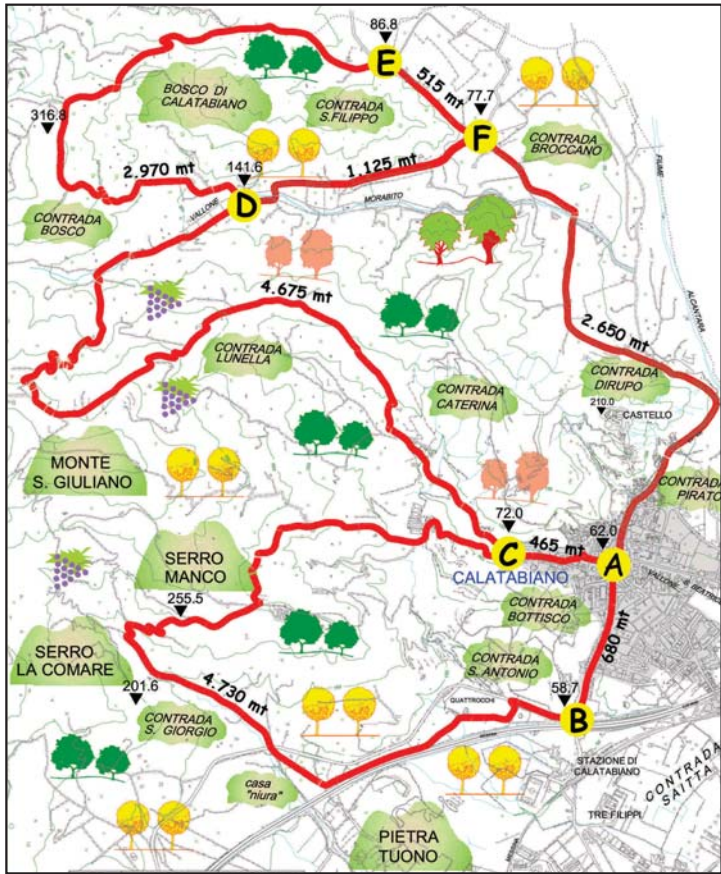 86.8
E
515 mt
77.7
F
BOSCO DI
CALATABIANO
CONTRADA
S.FILIPPO
316.8
CONTRADA
BROCCANO
FIUME
2.970 mt
141.6
1.125 mt
D
VALLONE
MORABITO
CONTRADA
BOSCO
ALCANTARA
4.675 mt
2.650 mt
CONTRADA
LUNELLA
CONTRADA
DIRUPO
CONTRADA
CATERINA
210.0
CASTELLO
MONTE
S. GIULIANO
CONTRADA
PIRATO
72.0
62.0
C
465 mt
A
CALATABIANO
SERRO
MANCO
255.5
VALLONE
CONTRADA
BOTTISCO
680 mt
SERRO
LA COMARE
201.6
CONTRADA
S. ANTONIO
4.730 mt
QUATTROCCHI
58.7
B
CONTRADA
S. GIORGIO
STAZIONE DI
CALATABIANO
CONTRADA
SAITTA
casa
"niura"
TRE FILIPPI
PIETRA
TUONO